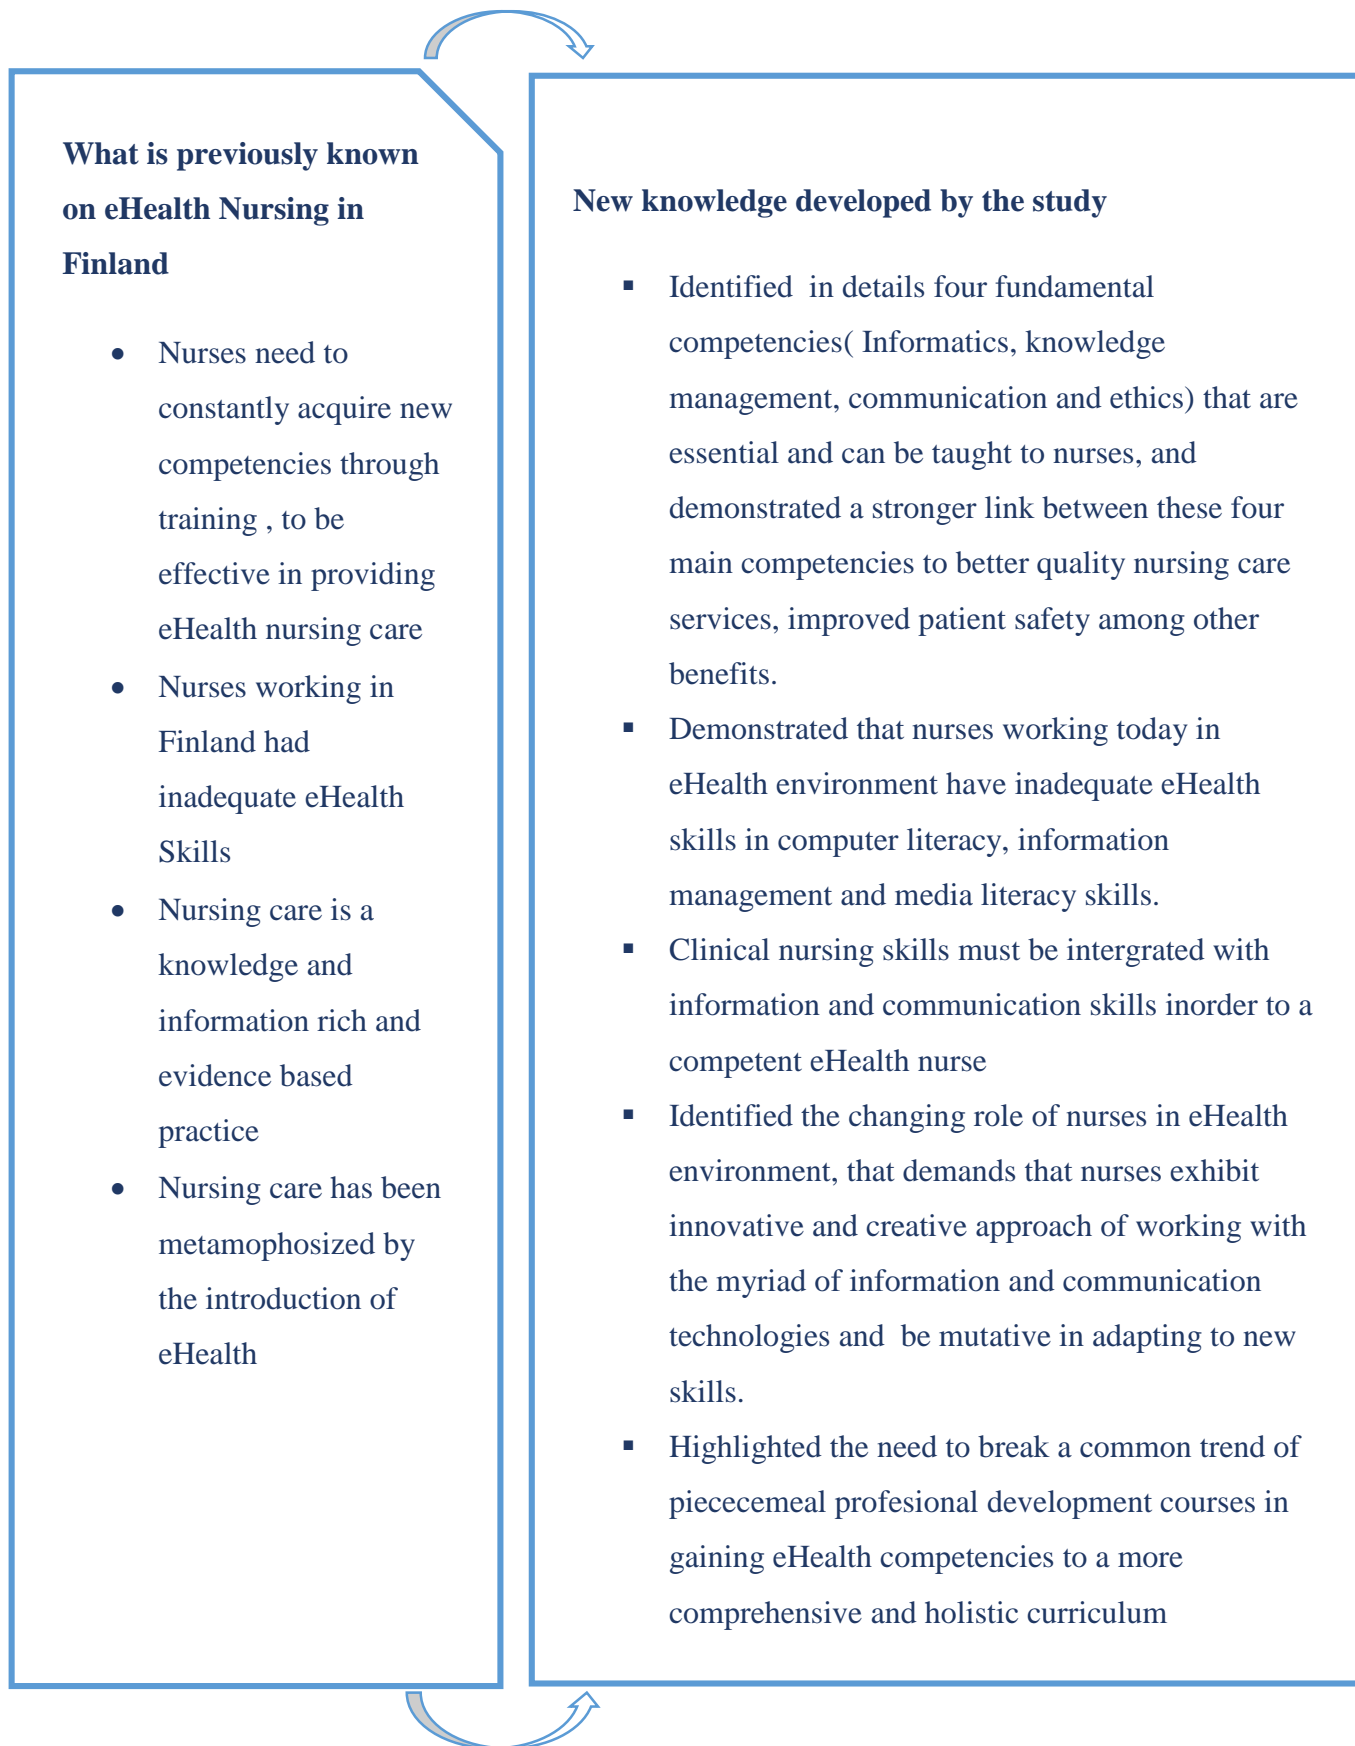 What is previously known
on eHealth Nursing in
Finland
• Nurses need to
constantly acquire new
competencies through
training , to be
effective in providing
eHealth nursing care
• Nurses working in
Finland had
inadequate eHealth
Skills
• Nursing care is a
knowledge and
information rich and
evidence based
practice
• Nursing care has been
metamophosized by
the introduction of
eHealth
New knowledge developed by the study
▪ Identified  in details four fundamental
competencies( Informatics, knowledge
management, communication and ethics) that are
essential and can be taught to nurses, and
demonstrated a stronger link between these four
main competencies to better quality nursing care
services, improved patient safety among other
benefits.
▪ Demonstrated that nurses working today in
eHealth environment have inadequate eHealth
skills in computer literacy, information
management and media literacy skills.
▪ Clinical nursing skills must be intergrated with
information and communication skills inorder to a
competent eHealth nurse
▪ Identified the changing role of nurses in eHealth
environment, that demands that nurses exhibit
innovative and creative approach of working with
the myriad of information and communication
technologies and  be mutative in adapting to new
skills.
▪ Highlighted the need to break a common trend of
piececemeal profesional development courses in
gaining eHealth competencies to a more
comprehensive and holistic curriculum